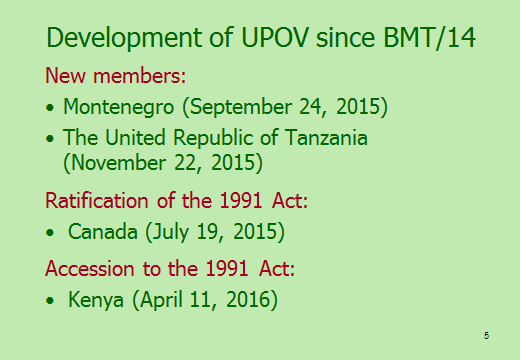 Development of UPOV since BMT/14
New members:
• Montenegro (September 24, 2015)
• The United Republic of Tanzania
(November 22, 2015)
Ratification of the 1991 Act:
• Canada (July 19, 2015)
Accession to the 1991 Act:
• Kenya (April 11, 2016)
5